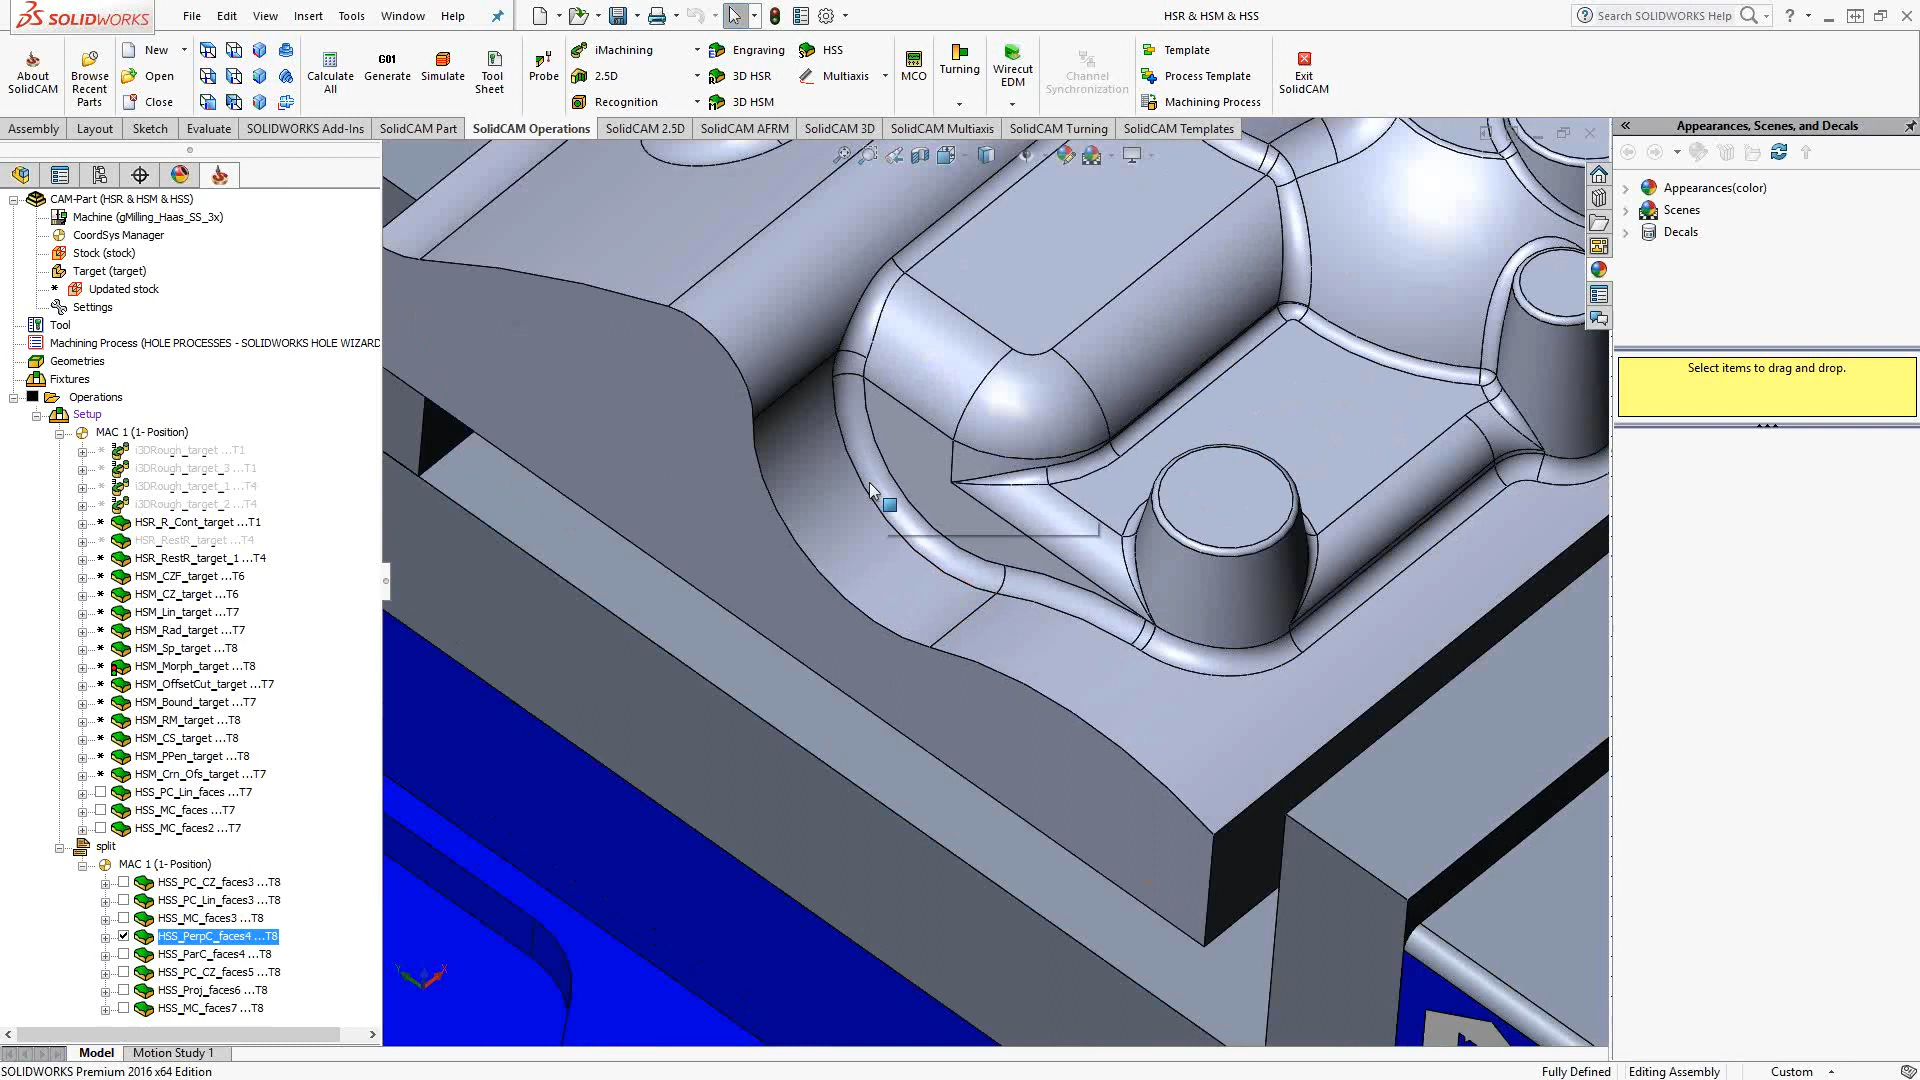 SOLIDWORKS
File Edit View Insert Tools Window Help
HSR & HSM & HSS
Search SOLIDWORKS Help
About SolidCAM
Browse Recent Parts
New
Open
Close
Calculate All
G01
Generate
Simulate
Tool Sheet
Probe
iMachining
2.5D
Recognition
Engraving
3D HSR
3D HSM
HSS
Multiaxis
MCO
Turning
Wirecut EDM
Channel Synchronization
Template
Process Template
Machining Process
Exit SolidCAM
Assembly Layout Sketch Evaluate SOLIDWORKS Add-Ins SolidCAM Part SolidCAM Operations SolidCAM 2.5D SolidCAM AFRM SolidCAM 3D SolidCAM Multiaxis SolidCAM Turning SolidCAM Templates
CAM-Part (HSR & HSM & HSS)
Machine (gMilling_Haas_SS_3x)
CoordSys Manager
Stock (stock)
Target (target)
Updated stock
Settings
Tool
Machining Process (HOLE PROCESSES - SOLIDWORKS HOLE WIZARD
Geometries
Fixtures
Operations
Setup
MAC 1 (1- Position)
i3DRough_target ...T1
i3DRough_target_3 ...T1
i3DRough_target_1 ...T4
i3DRough_target_2 ...T4
HSR_R_Cont_target ...T1
HSR_RestR_target ...T4
HSR_RestR_target_1 ...T4
HSM_CZF_target ...T6
HSM_CZ_target ...T6
HSM_Lin_target ...T7
HSM_Rad_target ...T7
HSM_Sp_target ...T8
HSM_Morph_target ...T8
HSM_OffsetCut_target ...T7
HSM_Bound_target ...T7
HSM_RM_target ...T8
HSM_CS_target ...T8
HSM_PPen_target ...T8
HSM_Crn_Ofs_target ...T7
HSS_PC_Lin_faces ...T7
HSS_MC_faces ...T7
HSS_MC_faces2 ...T7
split
MAC 1 (1- Position)
HSS_PC_CZ_faces3 ...T8
HSS_PC_Lin_faces3 ...T8
HSS_MC_faces3 ...T8
HSS_PerpC_faces4 ...T8
HSS_ParC_faces4 ...T8
HSS_PC_CZ_faces5 ...T8
HSS_Proj_faces6 ...T8
HSS_MC_faces7 ...T8
Appearances, Scenes, and Decals
Appearances(color)
Scenes
Decals
Select items to drag and drop.
Model Motion Study 1
SOLIDWORKS Premium 2016 x64 Edition
Fully Defined Editing Assembly Custom